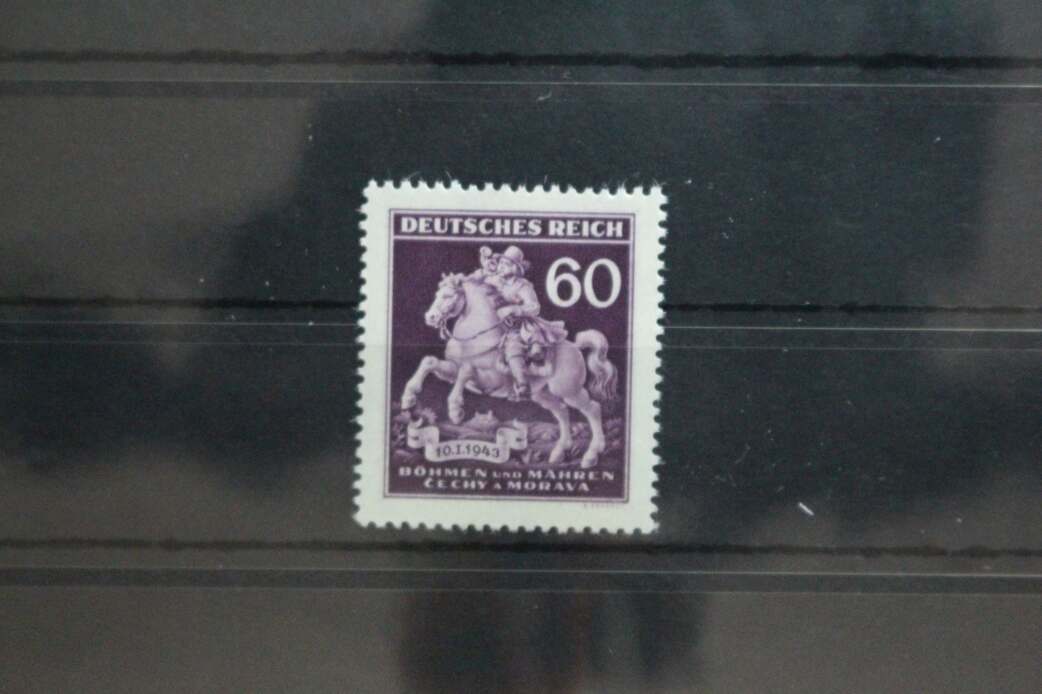 DEUTSCHES REICH
60
10.I.1943
BÖHMEN UND MÄHREN
ČECHY A MORAVA